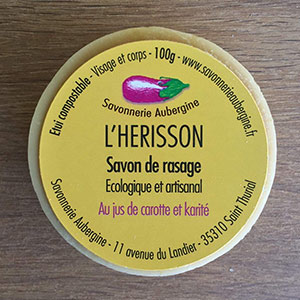 Etui compostable - Visage et corps - 100g - www.savonnerieaubergine.fr
Savonnerie Aubergine
L'HERISSON
Savon de rasage
Ecologique et artisanal
Au jus de carotte et karité
Savonnerie Aubergine - 11 avenue du Landier - 35310 Saint Thurial